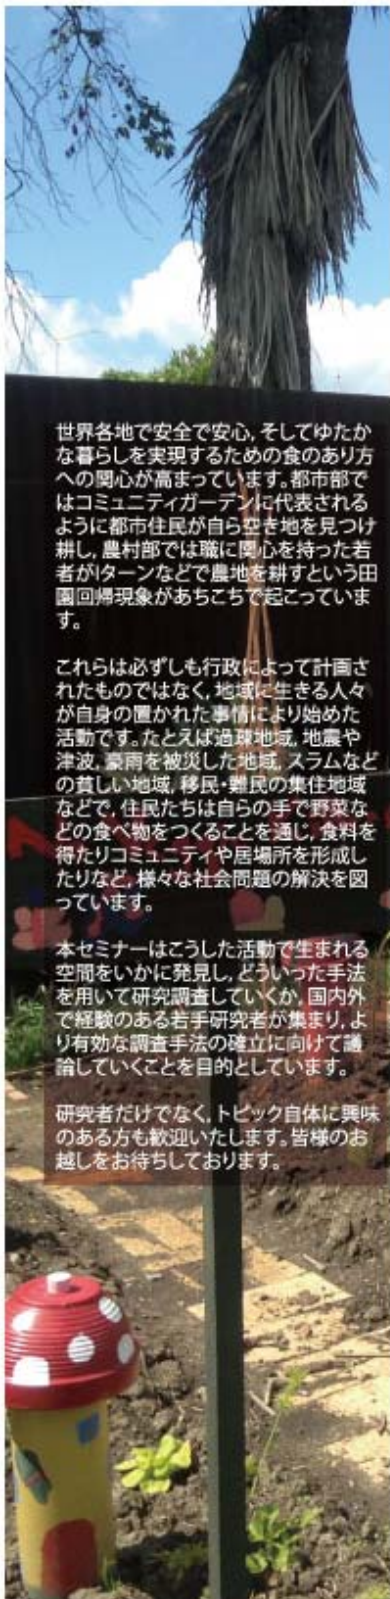 世界各地で安全で安心, そしてゆたか
な暮らしを実現するための食のあり方
への関心が高まっています。都市部で
はコミュニティガーデンに代表される
ように都市住民が自ら空き地を見つけ
耕し, 農村部では職に関心を持った若
者がIターンなどで農地を耕すという田
園回帰現象があちこちで起こっていま
す。
これらは必ずしも行政によって計画さ
れたものではなく, 地域に生きる人々
が自身の置かれた事情により始めた
活動です。たとえば過疎地域, 地震や
津波, 豪雨を被災した地域, スラムなど
の貧しい地域, 移民・難民の集住地域
などで, 住民たちは自らの手で野菜な
どの食べ物をつくることを通じ, 食料を
得たりコミュニティや居場所を形成し
たりなど, 様々な社会問題の解決を図
っています。
本セミナーはこうした活動で生まれる
空間をいかに発見し, どういった手法
を用いて研究調査していくか, 国内外
で経験のある若手研究者が集まり, よ
り有効な調査手法の確立に向けて議
論していくことを目的としています。
研究者だけでなく, トピック自体に興味
のある方も歓迎いたします。皆様のお
越しをお待ちしております。